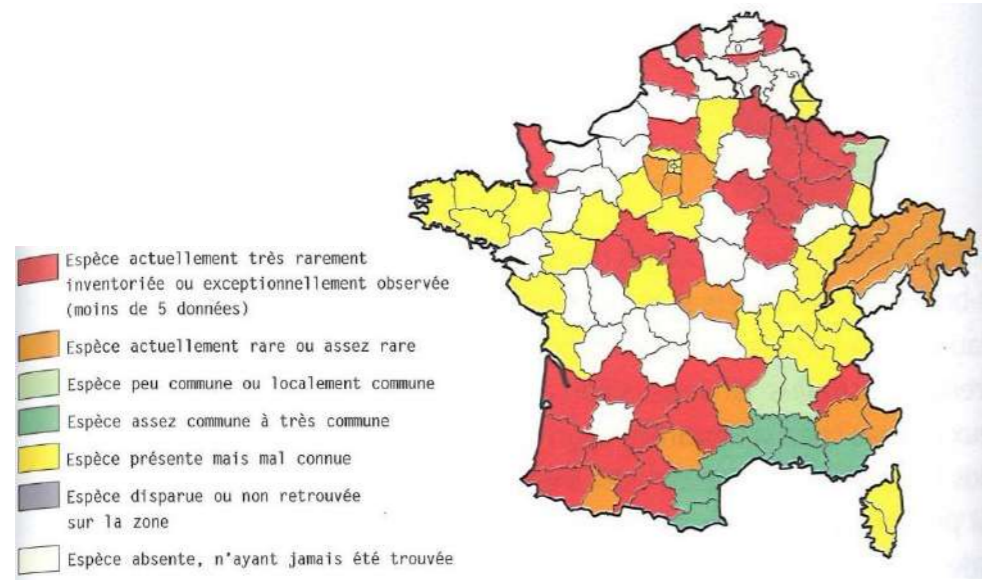 Espèce actuellement très rarement
inventoriée ou exceptionnellement observée
(moins de 5 données)
Espèce actuellement rare ou assez rare
Espèce peu commune ou localement commune
Espèce assez commune à très commune
Espèce présente mais mal connue
Espèce disparue ou non retrouvée
sur la zone
Espèce absente, n'ayant jamais été trouvée